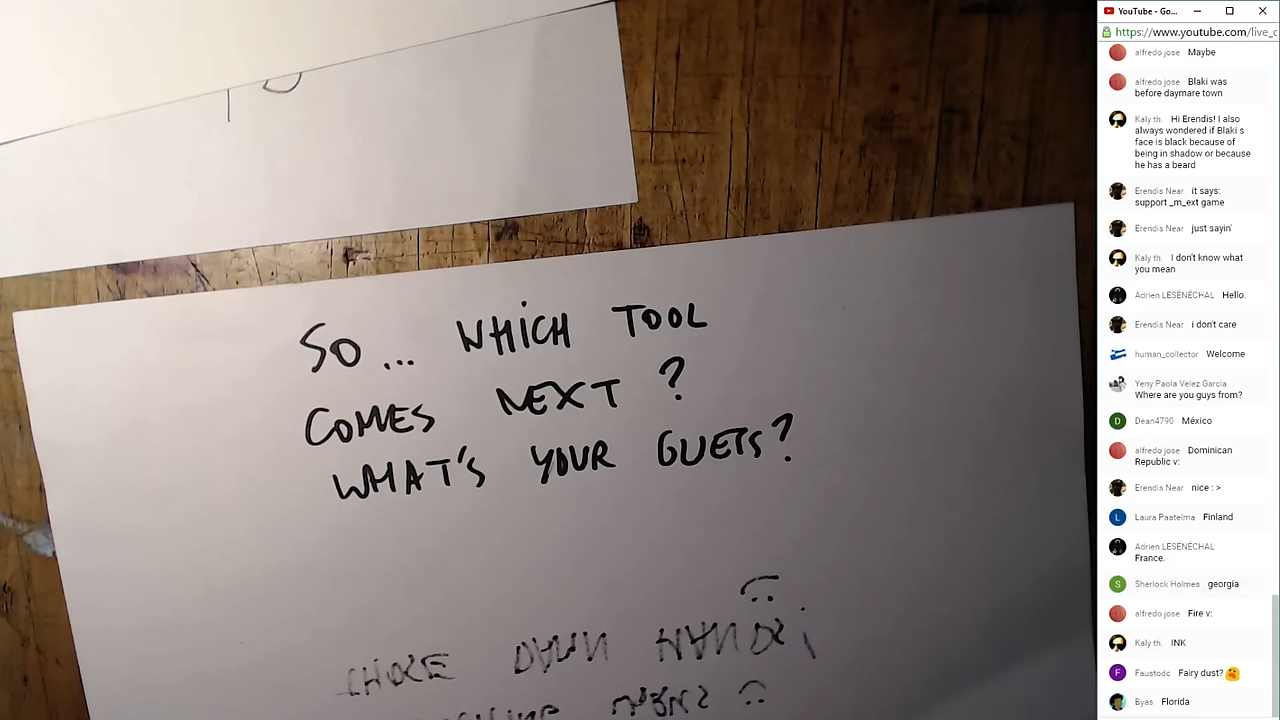 SO... WHICH TOOL
COMES NEXT?
WHAT'S YOUR GUETS?
YouTube - Go...
https://www.youtube.com/live_c
alfredo jose Maybe
alfredo jose Blaki was
before daymare town
Kaly th. Hi Erendis! I also
always wondered if Blaki s
face is black because of
being in shadow or because
he has a beard
Erendis Near it says:
support _m_ext game
Erendis Near just sayin'
Kaly th. I don't know what
you mean
Adrien LESÉNÉCHAL Hello.
Erendis Near i don't care
human_collector Welcome
Yeny Paola Velez Garcia
Where are you guys from?
D Dean4790 México
alfredo jose Dominican
Republic v:
Erendis Near nice : >
L Laura Paatelma Finland
Adrien LESÉNÉCHAL
France.
S Sherlock Holmes georgia
alfredo jose Fire v:
Kaly th. INK
F Faustodc Fairy dust?
Byas Florida